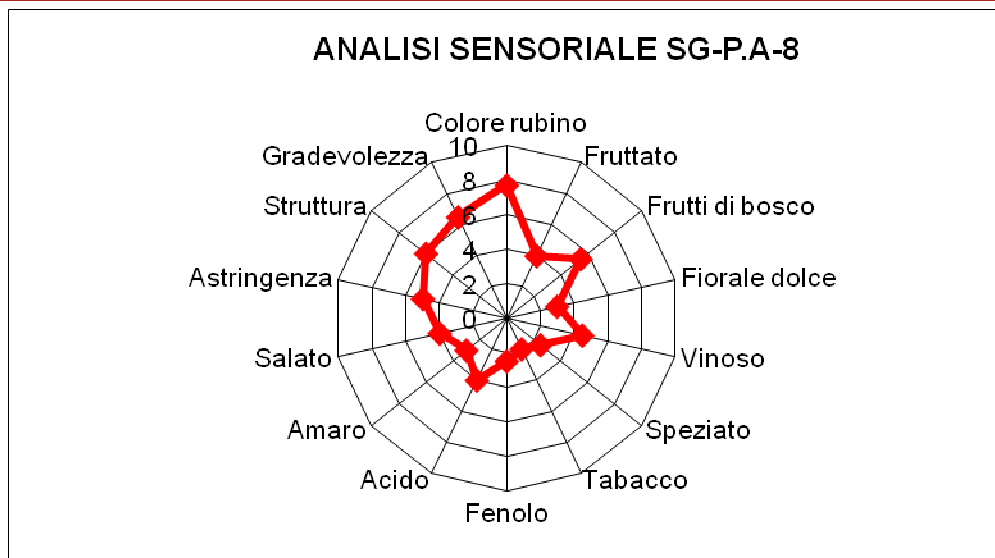 ANALISI SENSORIALE SG-P.A-8
Colore rubino
10
Gradevolezza
Fruttato
8
Struttura
Frutti di bosco
6
4
Astringenza
Fiorale dolce
2
0
Salato
Vinoso
Amaro
Speziato
Acido
Tabacco
Fenolo